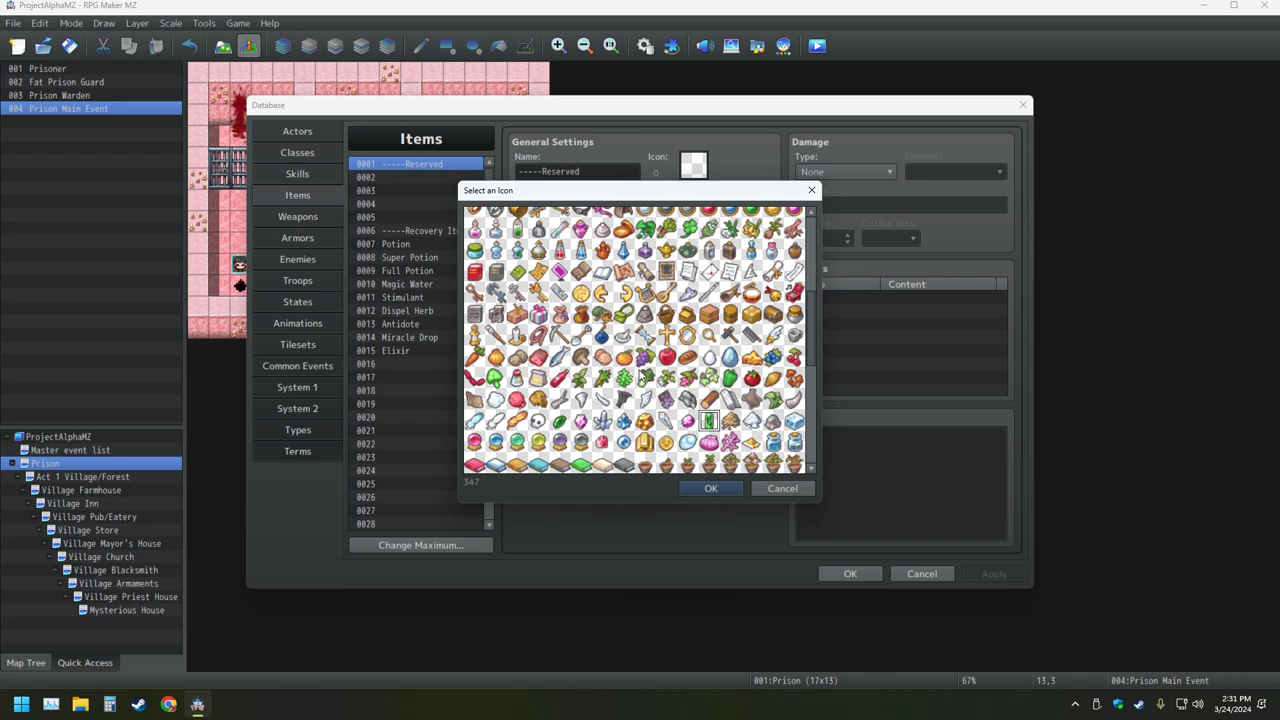 ProjectAlphaMZ - RPG Maker MZ
File Edit Mode Draw Layer Scale Tools Game Help
001 Prisoner
002 Fat Prison Guard
003 Prison Warden
004 Prison Main Event
Database
Actors
Classes
Skills
Items
Weapons
Armors
Enemies
Troops
States
Animations
Tilesets
Common Events
System 1
System 2
Types
Terms
Items
0001 -----Reserved
0002
0003
0004
0005
0006 -----Recovery Ite
0007 Potion
0008 Super Potion
0009 Full Potion
0010 Magic Water
0011 Stimulant
0012 Dispel Herb
0013 Antidote
0014 Miracle Drop
0015 Elixir
0016
0017
0018
0019
0020
0021
0022
0023
0024
0025
0026
0027
0028
Change Maximum...
General Settings
Name:
Icon:
-----Reserved
0
Damage
Type:
Element:
None
Critical Hits:
Content
Select an Icon
347
OK
Cancel
OK
Cancel
Apply
ProjectAlphaMZ
Master event list
Prison
Act 1 Village/Forest
Village Farmhouse
Village Inn
Village Pub/Eatery
Village Store
Village Mayor's House
Village Church
Village Blacksmith
Village Armaments
Village Priest House
Mysterious House
Map Tree
Quick Access
001:Prison (17x13)
67%
13,3
004:Prison Main Event
2:31 PM
3/24/2024